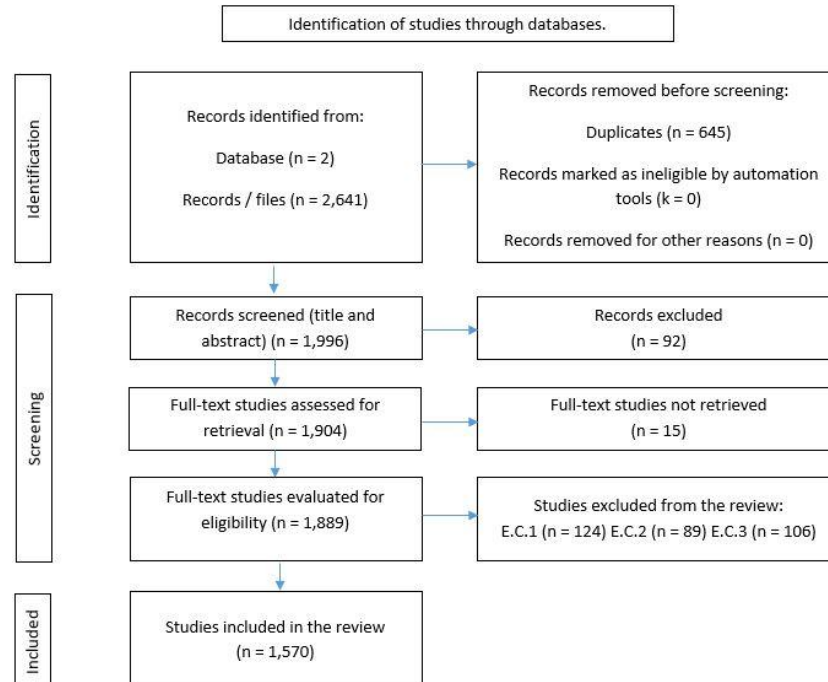 Identification of studies through databases.
Identification
Records identified from:
Database (n = 2)
Records / files (n = 2,641)
Records removed before screening:
Duplicates (n = 645)
Records marked as ineligible by automation
tools (k = 0)
Records removed for other reasons (n = 0)
Screening
Records screened (title and
abstract) (n = 1,996)
Records excluded
(n = 92)
Full-text studies assessed for
retrieval (n = 1,904)
Full-text studies not retrieved
(n = 15)
Full-text studies evaluated for
eligibility (n = 1,889)
Studies excluded from the review:
E.C.1 (n = 124) E.C.2 (n = 89) E.C.3 (n = 106)
Included
Studies included in the review
(n = 1,570)